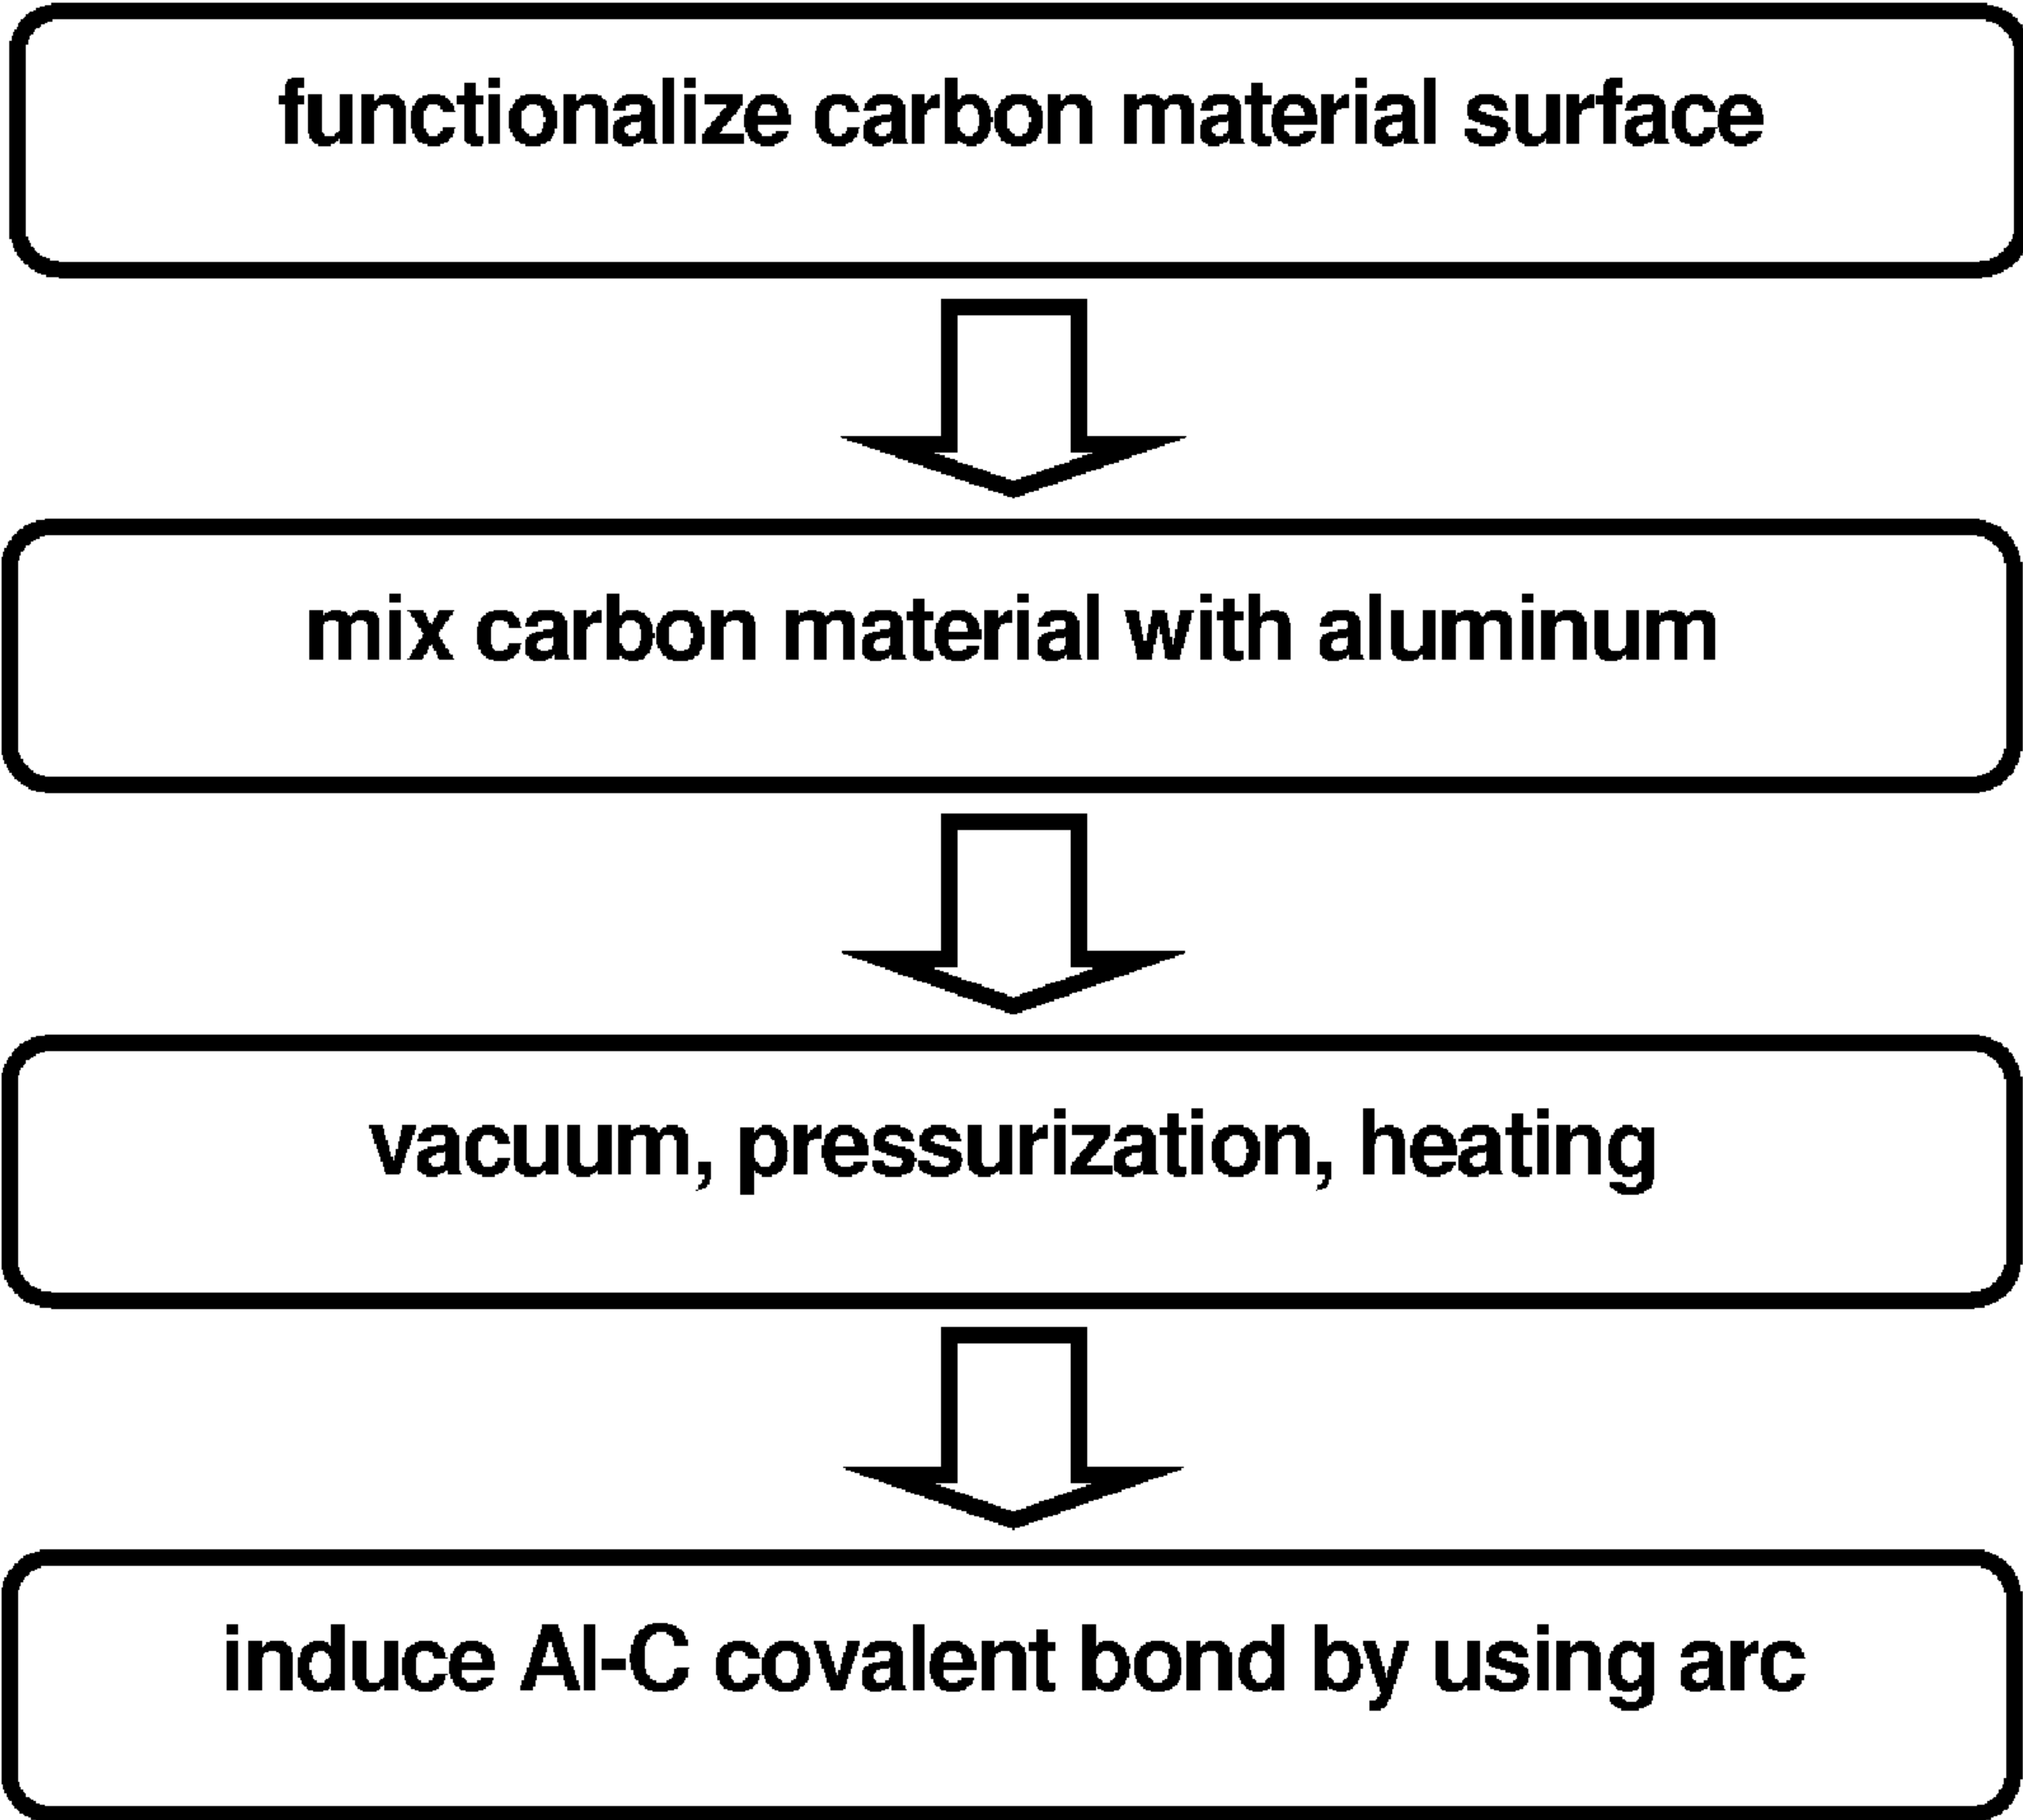 functionalize carbon material surface
mix carbon material with aluminum
vacuum, pressurization, heating
induce Al-C covalent bond by using arc